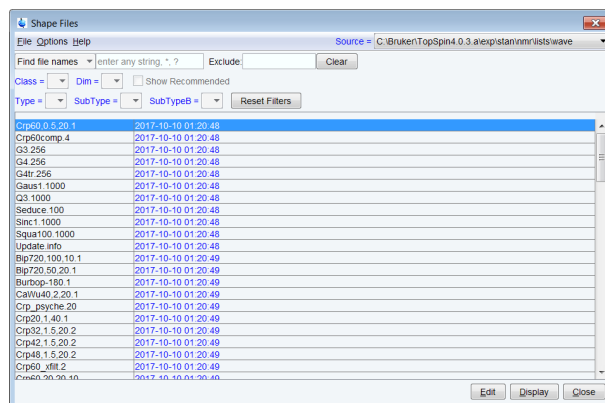 Shape Files
File Options Help Source = C:\Bruker\TopSpin4.0.3.a\exp\stan\nmr\lists\wave
Find file names enter any string, *, ? Exclude: Clear
Class = Dim = Show Recommended
Type = SubType = SubTypeB = Reset Filters
Crp60,0.5,20.1 2017-10-10 01:20:48
Crp60comp.4 2017-10-10 01:20:48
G3.256 2017-10-10 01:20:48
G4.256 2017-10-10 01:20:48
G4tr.256 2017-10-10 01:20:48
Gaus1.1000 2017-10-10 01:20:48
Q3.1000 2017-10-10 01:20:48
Seduce.100 2017-10-10 01:20:48
Sinc1.1000 2017-10-10 01:20:48
Squa100.1000 2017-10-10 01:20:48
Update.info 2017-10-10 01:20:48
Bip720,100,10.1 2017-10-10 01:20:49
Bip720,50,20.1 2017-10-10 01:20:49
Burbop-180.1 2017-10-10 01:20:49
CaWu40,2,20.1 2017-10-10 01:20:49
Crp_psyche.20 2017-10-10 01:20:49
Crp20,1,40.1 2017-10-10 01:20:49
Crp32,1.5,20.2 2017-10-10 01:20:49
Crp42,1.5,20.2 2017-10-10 01:20:49
Crp48,1.5,20.2 2017-10-10 01:20:49
Crp60_xfilt.2 2017-10-10 01:20:49
Crp60,20,20.10 2017-10-10 01:20:49
Edit Display Close